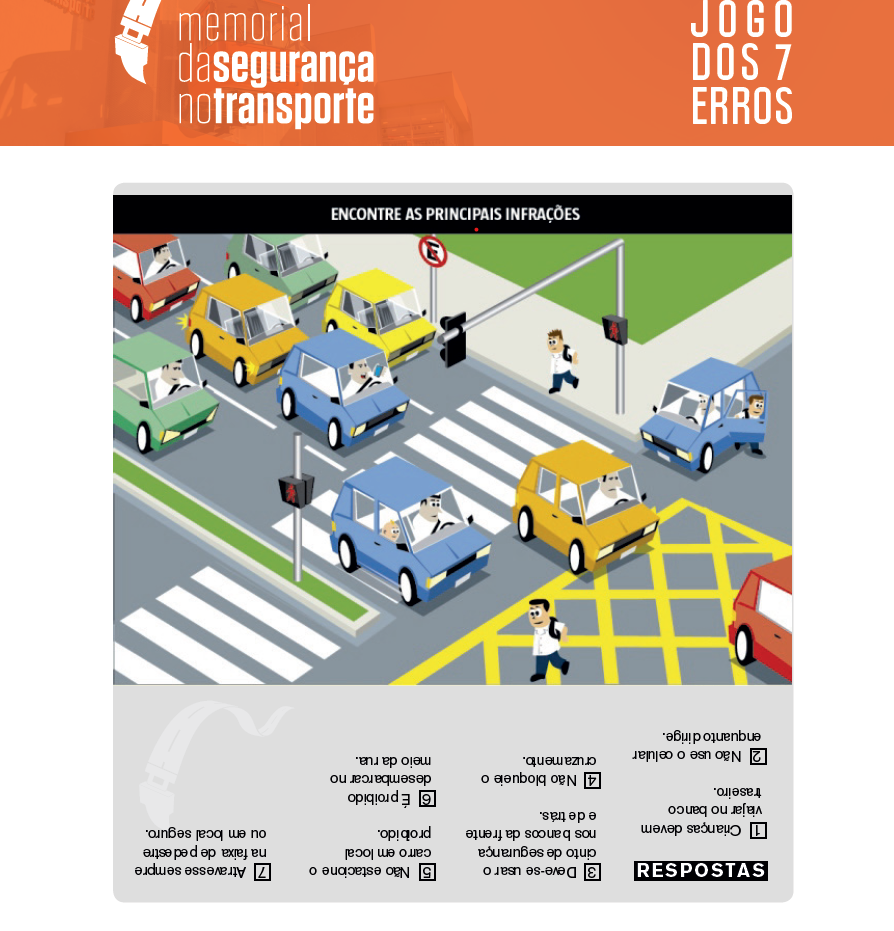 memorial
dasegurança
notransporte
JOGO
DOS 7
ERROS
ENCONTRE AS PRINCIPAIS INFRAÇÕES
E
RESPOSTAS
1 Crianças devem
viajar no banco
traseiro.
2 Não use o celular
enquanto dirige.
3 Deve-se usar o
cinto de segurança
nos bancos da frente
e de trás.
4 Não bloqueie o
cruzamento.
5 Não estacione o
carro em local
proibido.
6 É proibido
desembarcar no
meio da rua.
7 Atravesse sempre
na faixa de pedestre
ou em local seguro.